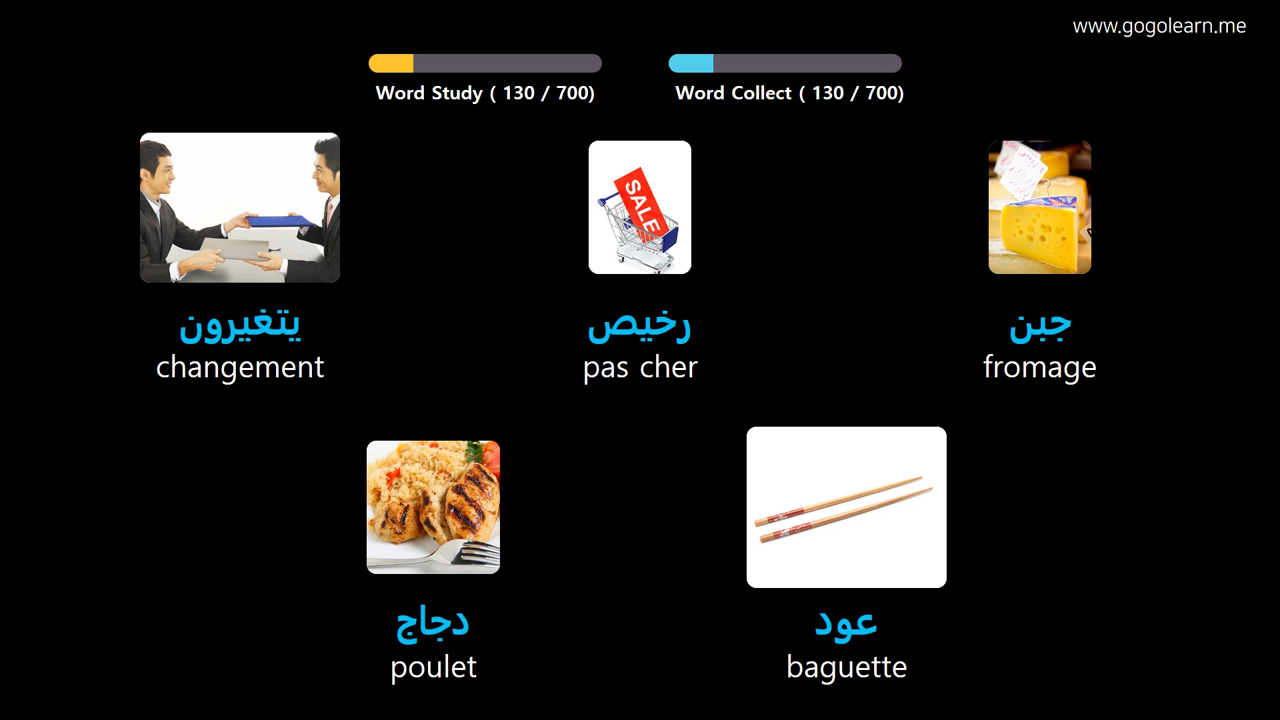 www.gogolearn.me
Word Study ( 130 / 700)
Word Collect ( 130 / 700)
SALE
يتغيرون
changement
رخيص
pas cher
جبن
fromage
دجاج
poulet
عود
baguette